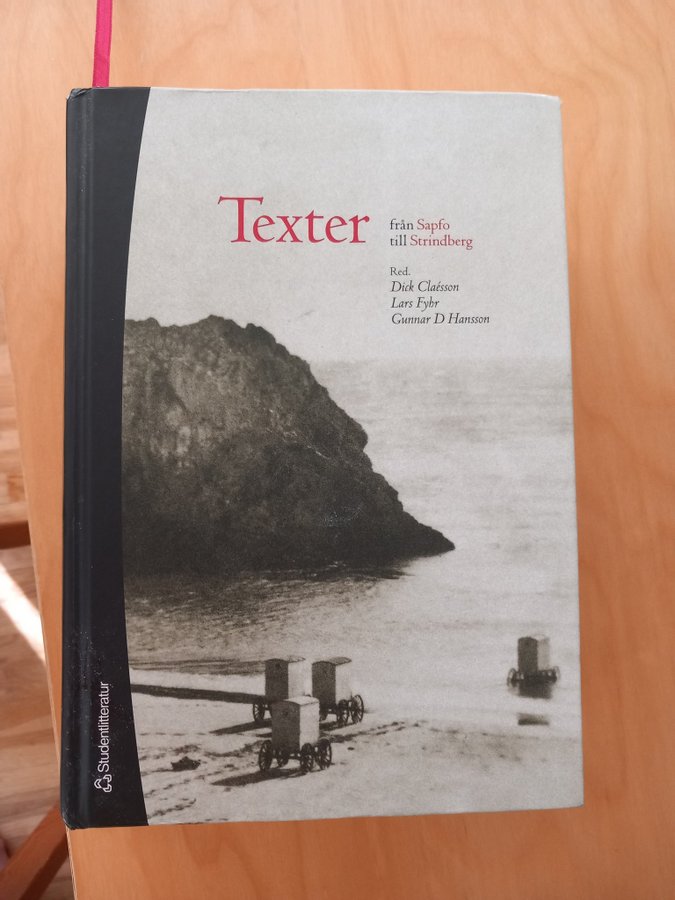 Texter
från Sapfo
till Strindberg
Red.
Dick Claésson
Lars Fyhr
Gunnar D Hansson
Studentlitteratur